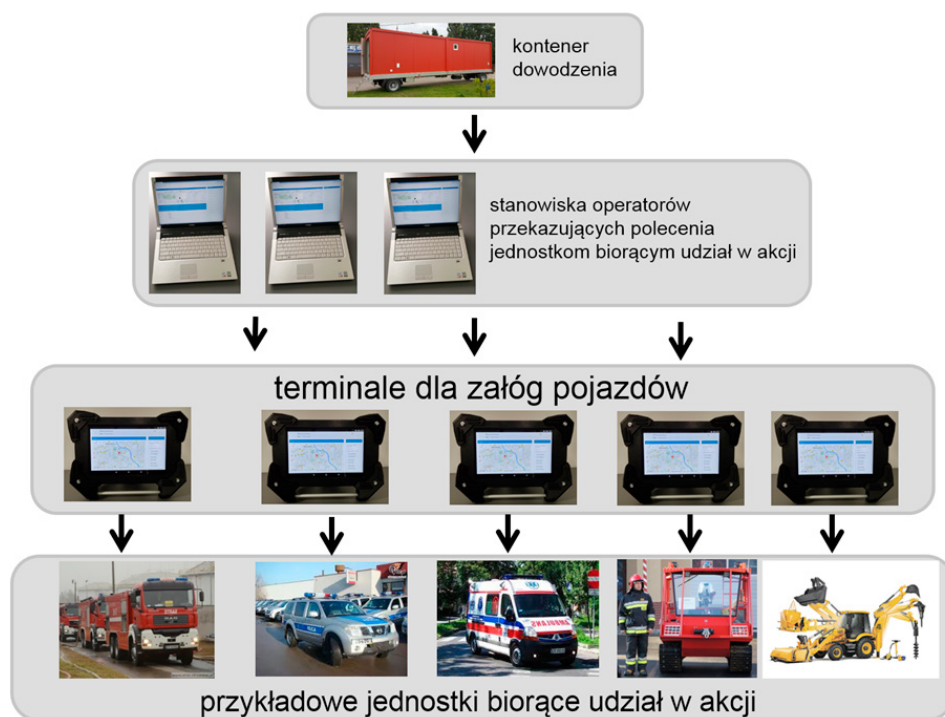 kontener
dowodzenia
stanowiska operatorów
przekazujących polecenia
jednostkom biorącym udział w akcji
terminale dla załóg pojazdów
przykładowe jednostki biorące udział w akcji